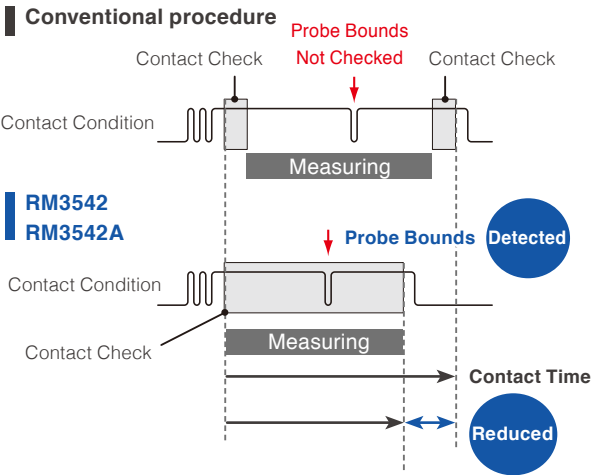 Conventional procedure
Probe Bounds
Not Checked
Contact Check
Contact Check
Contact Condition
Measuring
RM3542
RM3542A
Probe Bounds
Detected
Contact Condition
Measuring
Contact Check
Contact Time
Reduced